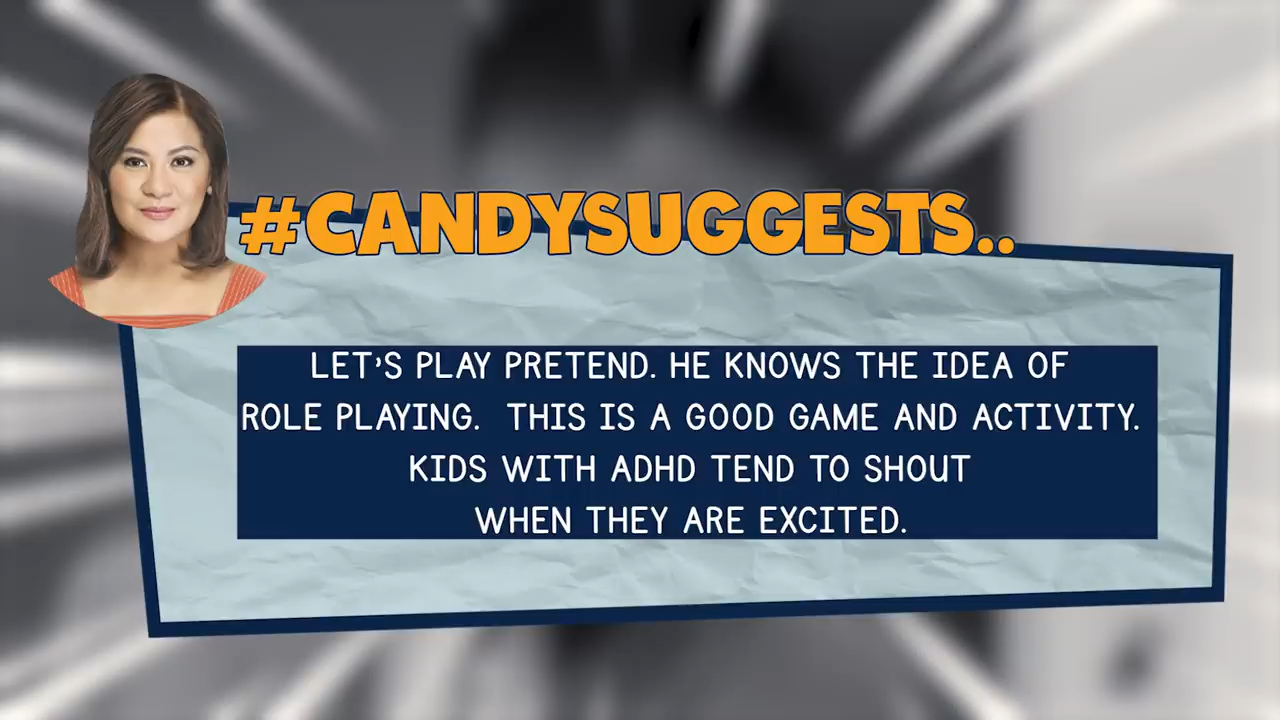 #CANDYSUGGESTS..
LET'S PLAY PRETEND. HE KNOWS THE IDEA OF
ROLE PLAYING.  THIS IS A GOOD GAME AND ACTIVITY.
KIDS WITH ADHD TEND TO SHOUT
WHEN THEY ARE EXCITED.